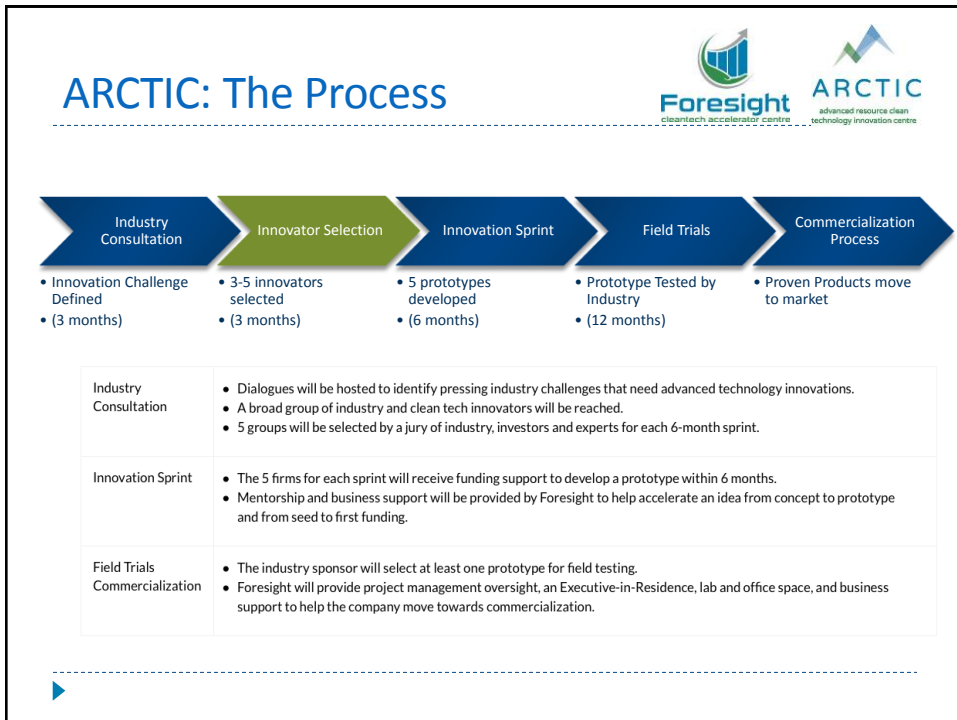 ARCTIC: The Process
Foresight
cleantech accelerator centre
ARCTIC
advanced resource clean
technology innovation centre
Industry
Consultation
Innovator Selection
Innovation Sprint
Field Trials
Commercialization
Process
• Innovation Challenge
Defined
• (3 months)
• 3-5 innovators
selected
• (3 months)
• 5 prototypes
developed
• (6 months)
• Prototype Tested by
Industry
• (12 months)
• Proven Products move
to market
Industry
Consultation
• Dialogues will be hosted to identify pressing industry challenges that need advanced technology innovations.
• A broad group of industry and clean tech innovators will be reached.
• 5 groups will be selected by a jury of industry, investors and experts for each 6-month sprint.
Innovation Sprint
• The 5 firms for each sprint will receive funding support to develop a prototype within 6 months.
• Mentorship and business support will be provided by Foresight to help accelerate an idea from concept to prototype
and from seed to first funding.
Field Trials
Commercialization
• The industry sponsor will select at least one prototype for field testing.
• Foresight will provide project management oversight, an Executive-in-Residence, lab and office space, and business
support to help the company move towards commercialization.